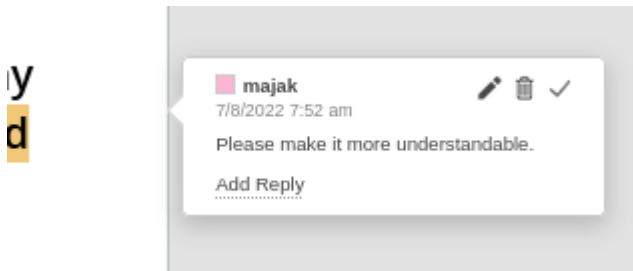 y
d
majak
7/8/2022 7:52 am
Please make it more understandable.
Add Reply